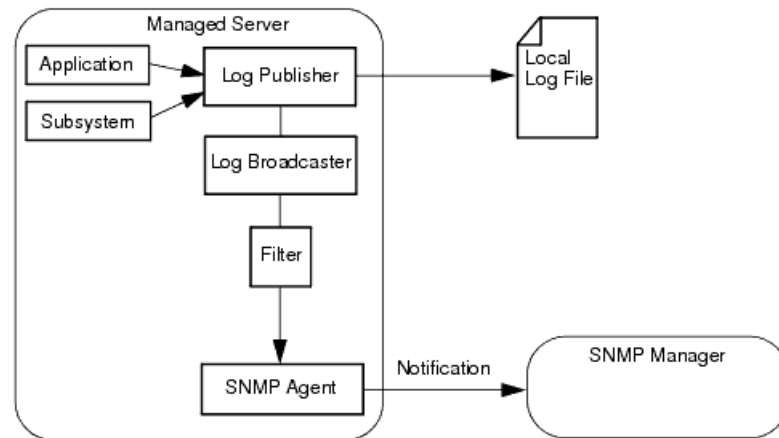 Managed Server
Application
Log Publisher
Local
Log File
Subsystem
Log Broadcaster
Filter
SNMP Agent
Notification
SNMP Manager